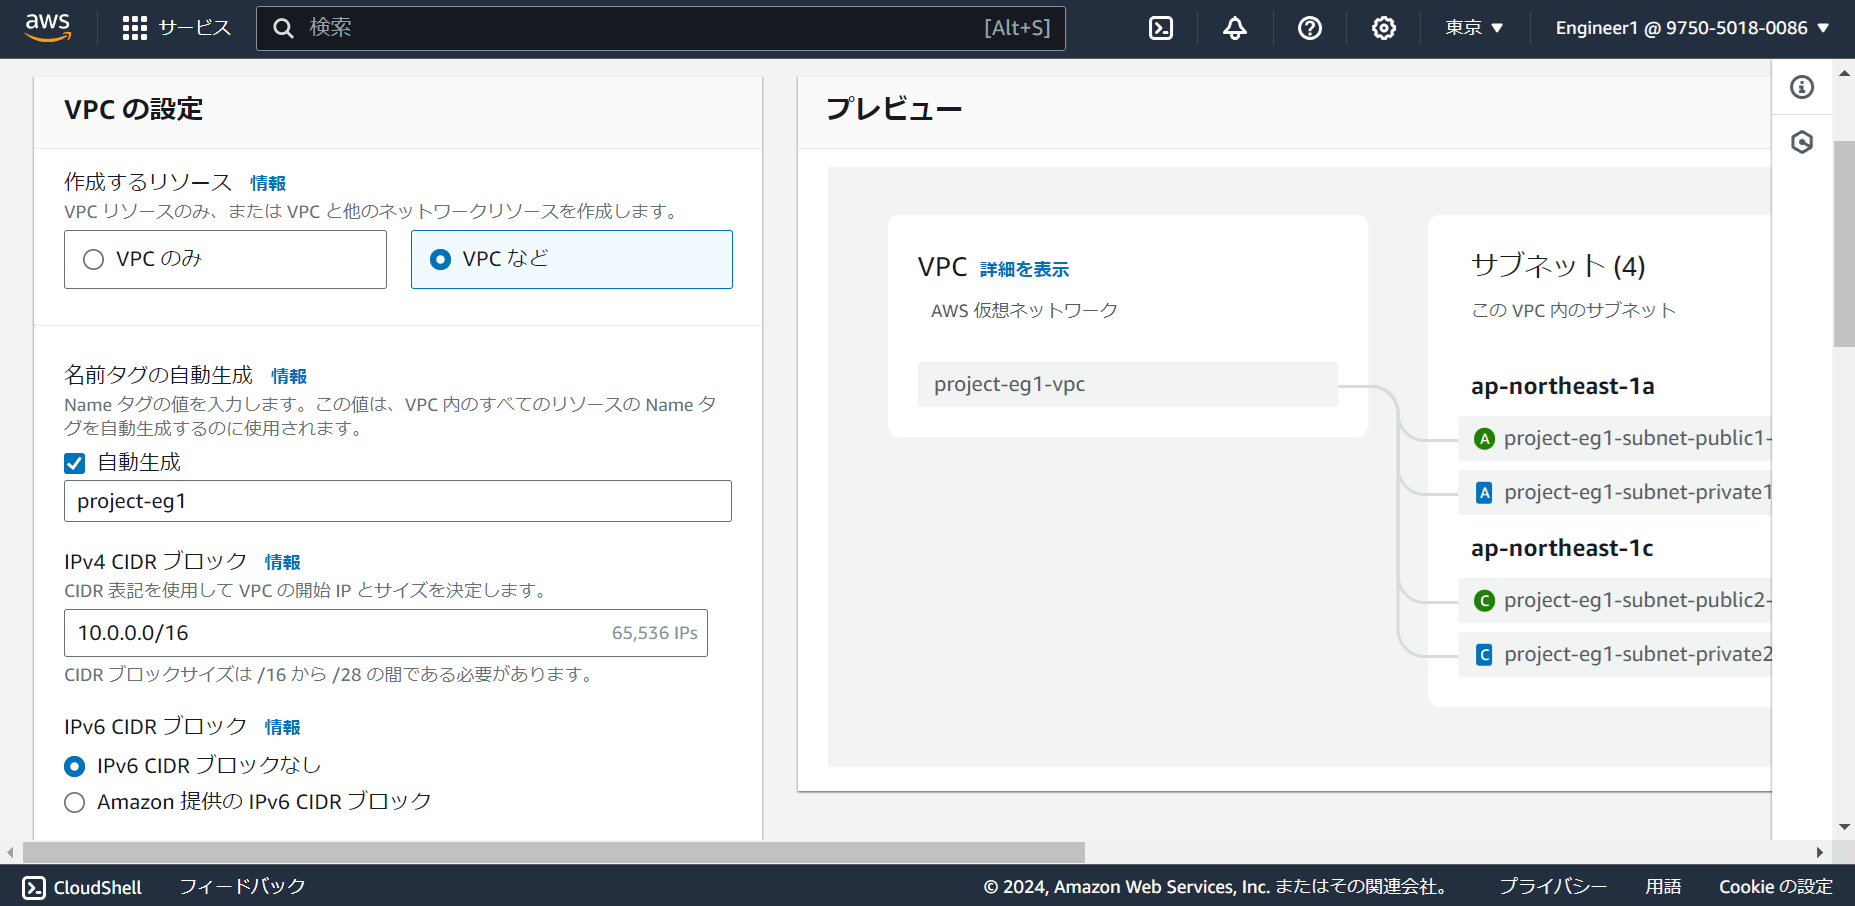 aws
サービス
検索
[Alt+S]
東京
Engineer1 @ 9750-5018-0086
VPC の設定
作成するリソース 情報
VPC リソースのみ、または VPC と他のネットワークリソースを作成します。
VPC のみ
VPC など
名前タグの自動生成 情報
Name タグの値を入力します。この値は、VPC 内のすべてのリソースの Name タ
グを自動生成するのに使用されます。
自動生成
project-eg1
IPv4 CIDR ブロック 情報
CIDR 表記を使用して VPC の開始 IP とサイズを決定します。
10.0.0.0/16
65,536 IPs
CIDR ブロックサイズは /16 から /28 の間である必要があります。
IPv6 CIDR ブロック 情報
IPv6 CIDR ブロックなし
Amazon 提供の IPv6 CIDR ブロック
プレビュー
VPC 詳細を表示
AWS 仮想ネットワーク
project-eg1-vpc
サブネット (4)
この VPC 内のサブネット
ap-northeast-1a
A project-eg1-subnet-public1-
A project-eg1-subnet-private1
ap-northeast-1c
C project-eg1-subnet-public2-
C project-eg1-subnet-private2
CloudShell
フィードバック
© 2024, Amazon Web Services, Inc. またはその関連会社。
プライバシー
用語
Cookie の設定